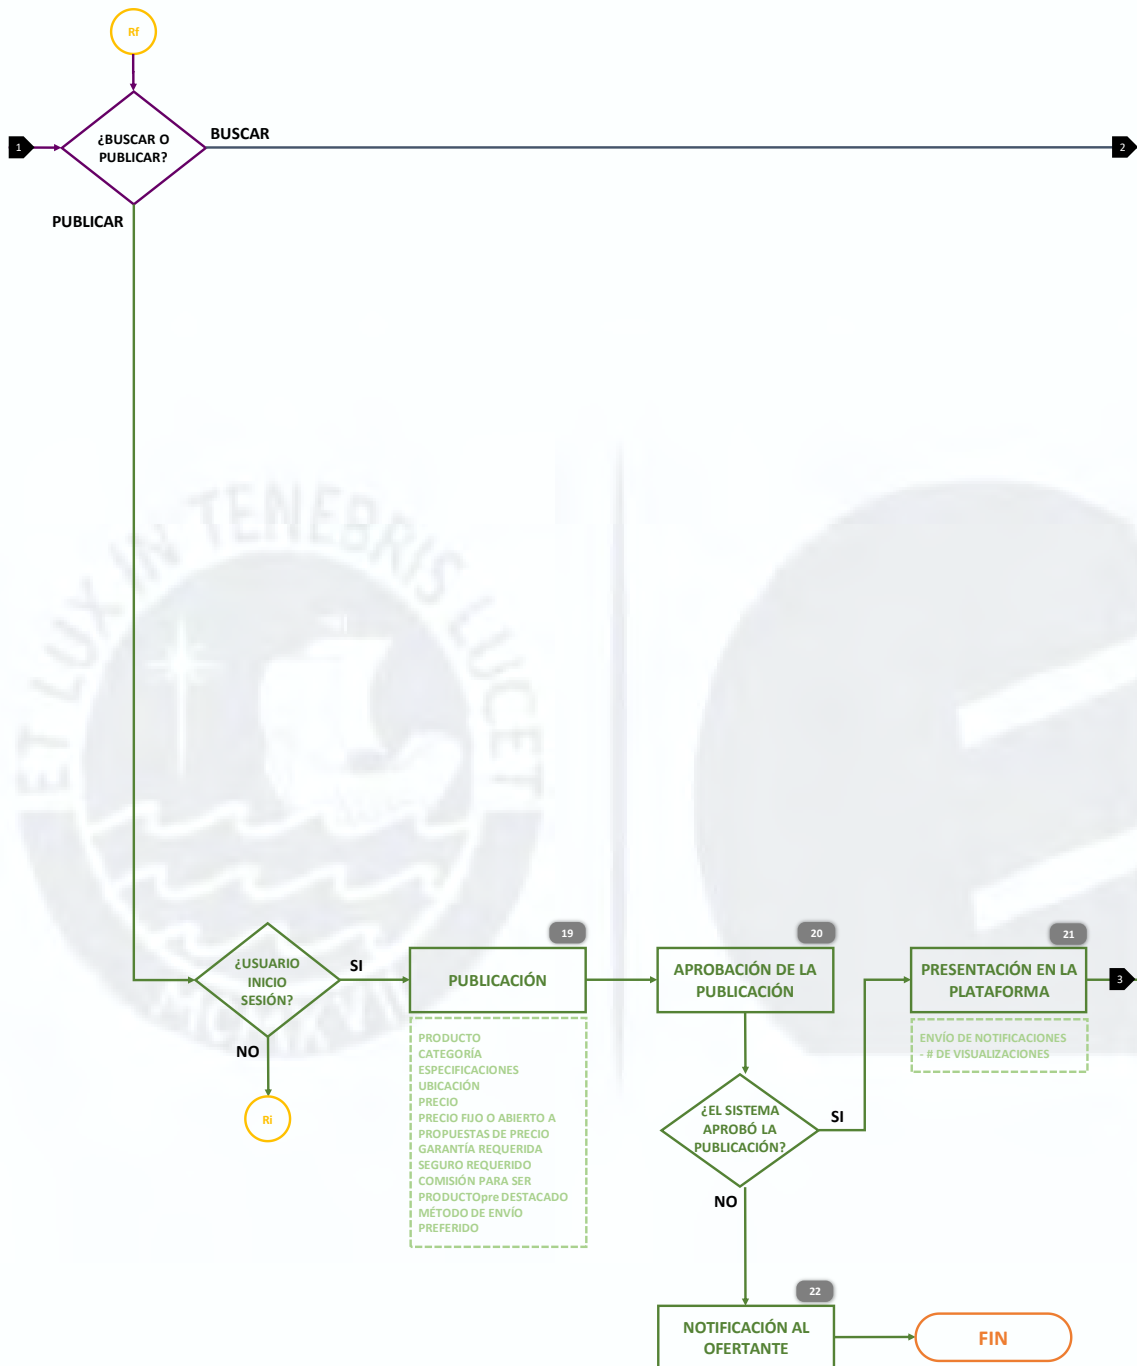 Rf
¿BUSCAR O
PUBLICAR?
BUSCAR
1
2
PUBLICAR
ET LUX IN TENEBRIS LUCET
19
20
21
¿USUARIO
INICIO
SESIÓN?
SI
PUBLICACIÓN
APROBACIÓN DE LA
PUBLICACIÓN
PRESENTACIÓN EN LA
PLATAFORMA
3
NO
Ri
PRODUCTO
CATEGORÍA
ESPECIFICACIONES
UBICACIÓN
PRECIO
PRECIO FIJO O ABIERTO A
PROPUESTAS DE PRECIO
GARANTÍA REQUERIDA
SEGURO REQUERIDO
COMISIÓN PARA SER
PRODUCTOpre DESTACADO
MÉTODO DE ENVÍO
PREFERIDO
ENVÍO DE NOTIFICACIONES
- # DE VISUALIZACIONES
¿EL SISTEMA
APROBÓ LA
PUBLICACIÓN?
SI
NO
22
NOTIFICACIÓN AL
OFERTANTE
FIN